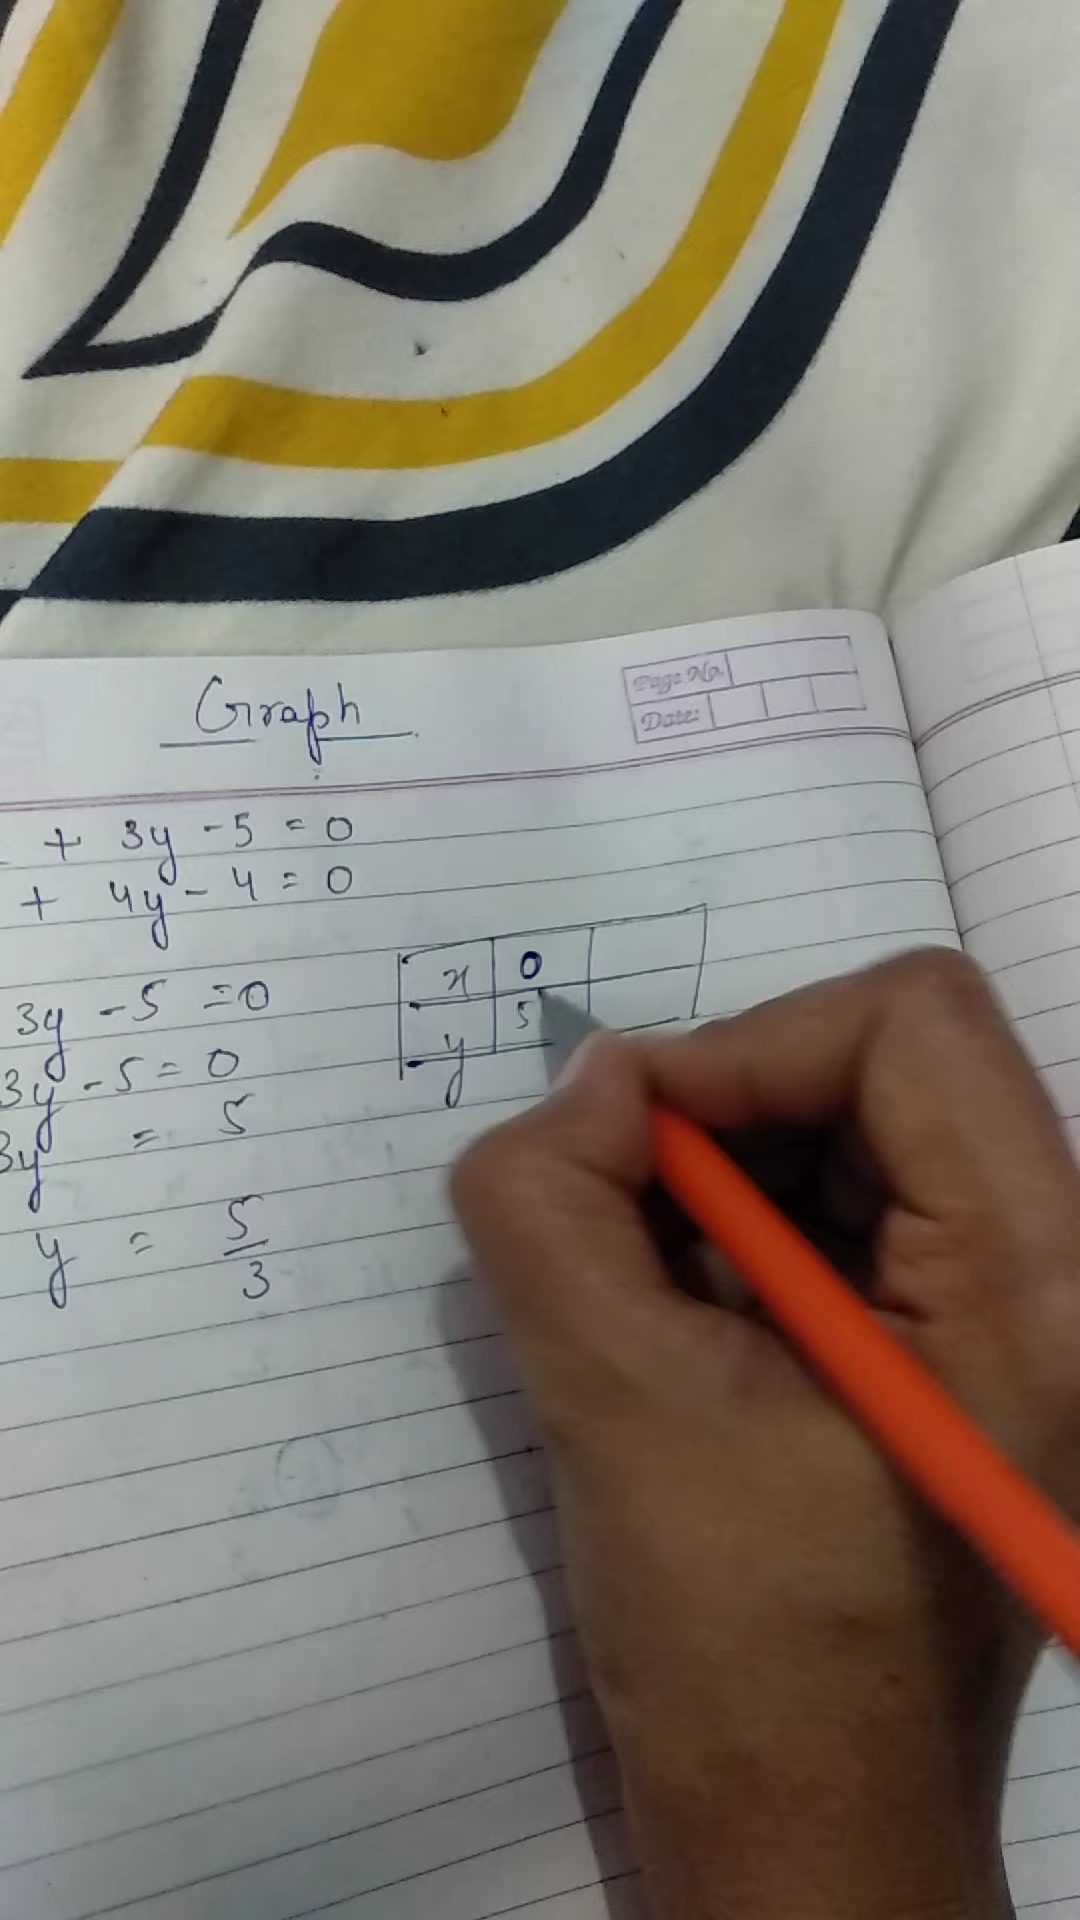 Graph
Page No.
Date:
+ 3y - 5 = 0
+ 4y - 4 = 0
x 0
3y - 5 = 0
y 5
3y - 5 = 0
3y = 5
y = 5/3